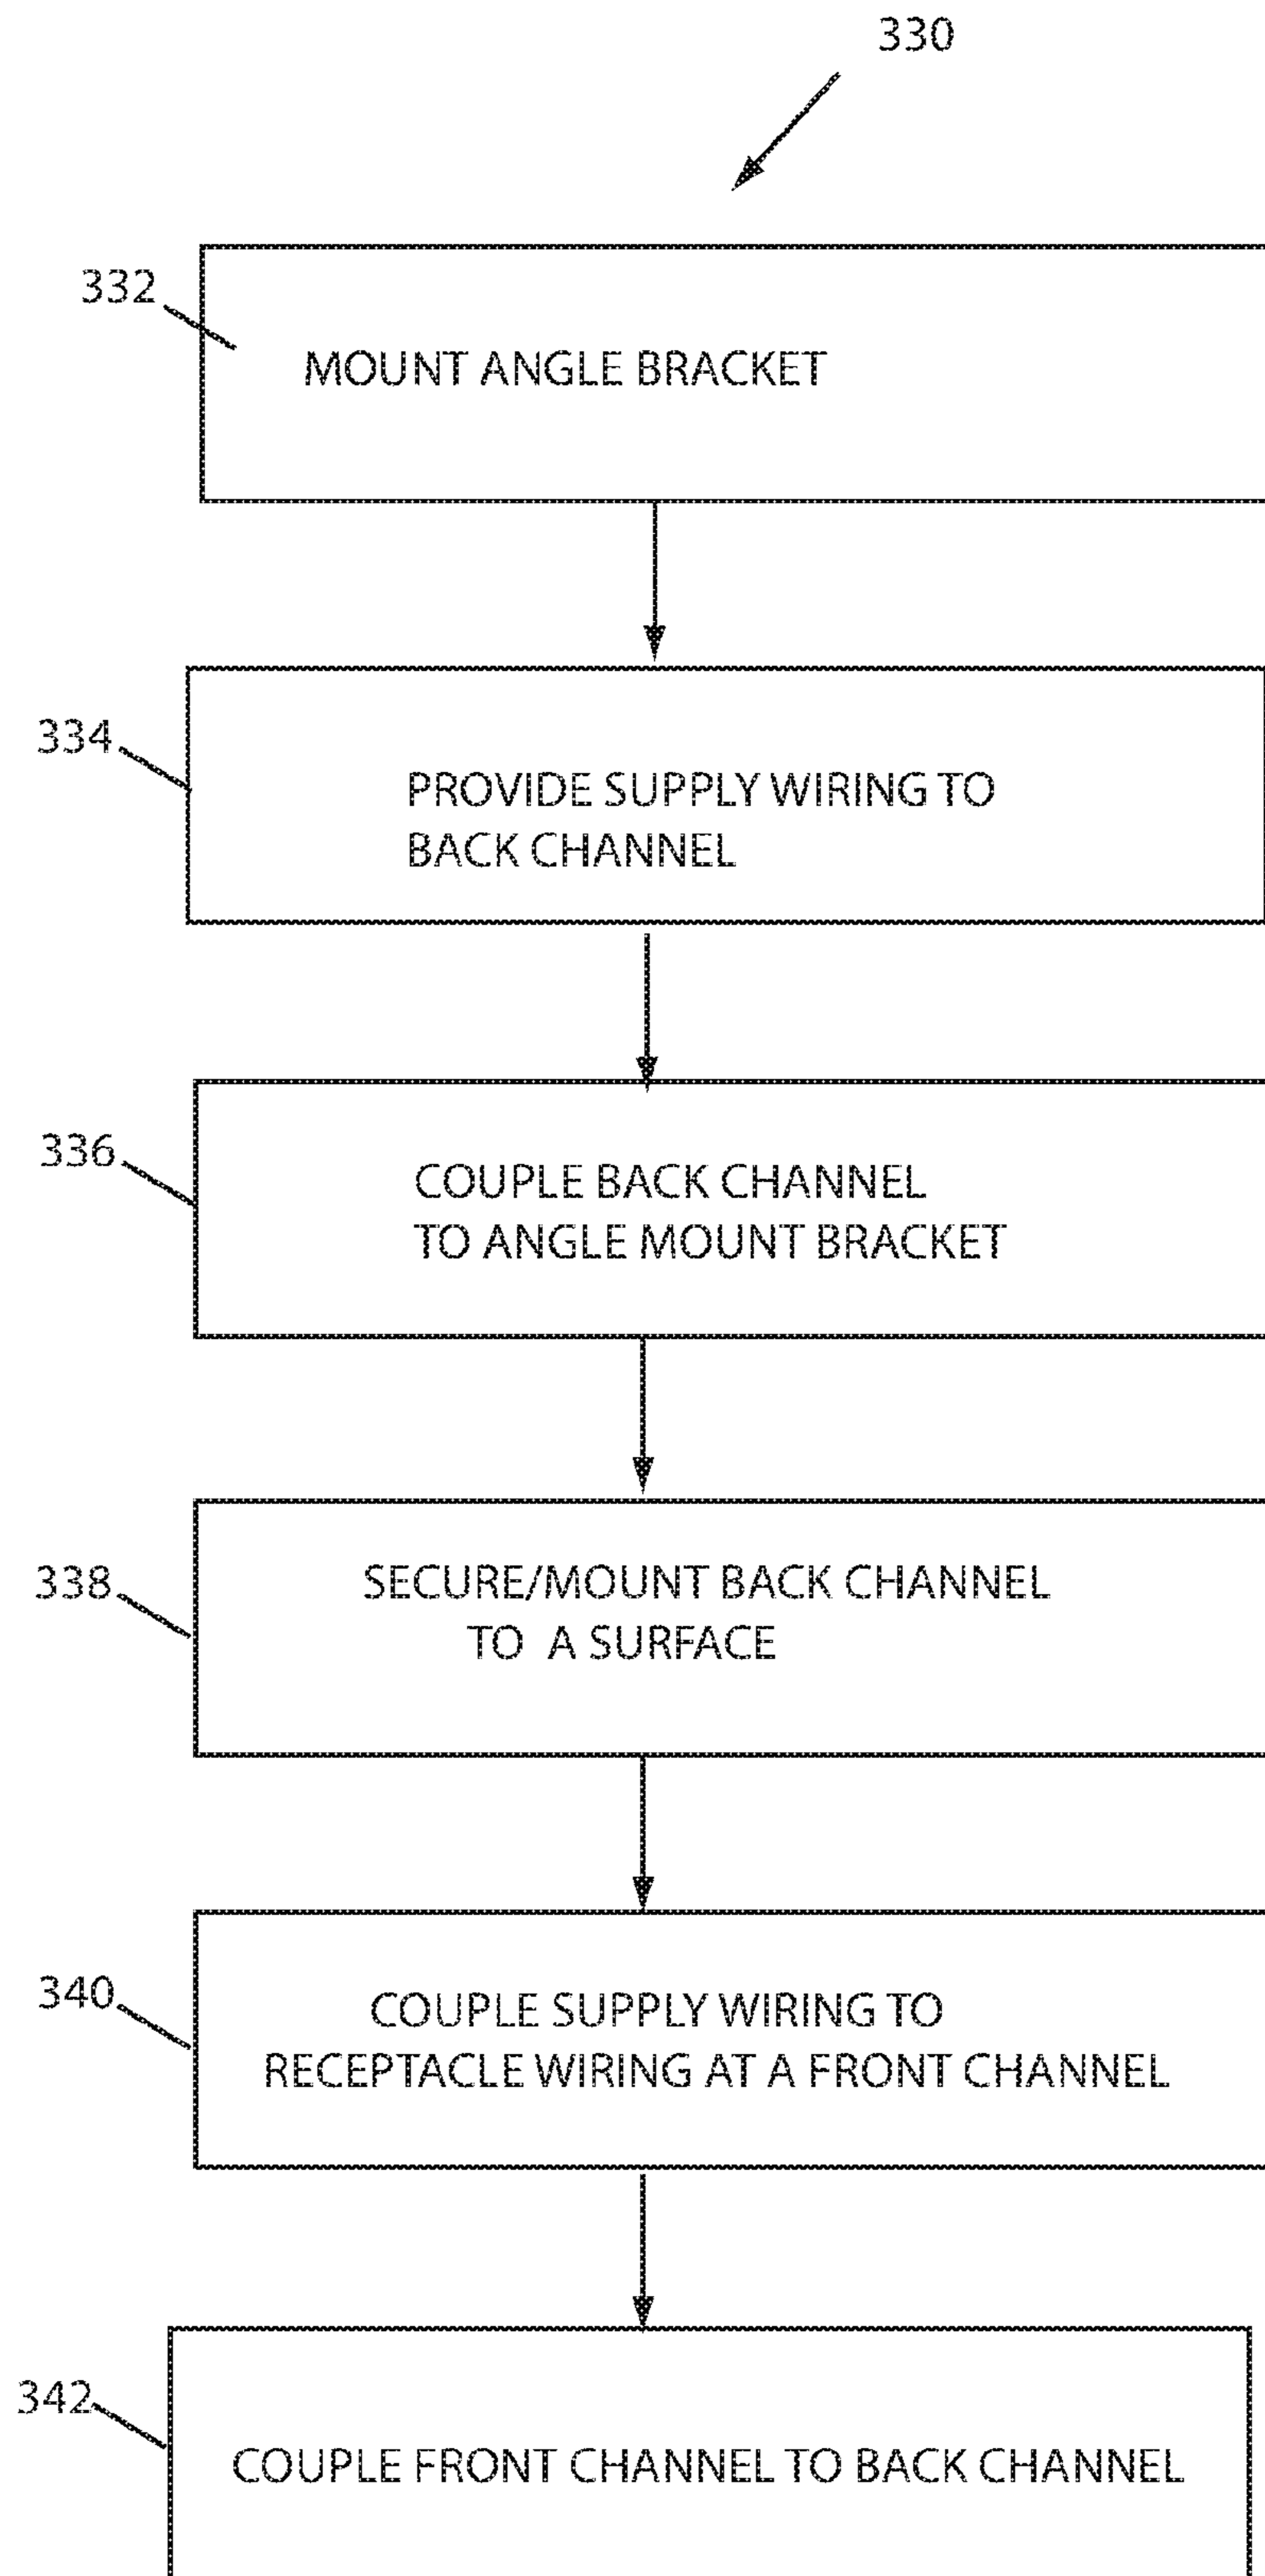 330
332
MOUNT ANGLE BRACKET
334
PROVIDE SUPPLY WIRING TO
BACK CHANNEL
336
COUPLE BACK CHANNEL
TO ANGLE MOUNT BRACKET
338
SECURE/MOUNT BACK CHANNEL
TO A SURFACE
340
COUPLE SUPPLY WIRING TO
RECEPTACLE WIRING AT A FRONT CHANNEL
342
COUPLE FRONT CHANNEL TO BACK CHANNEL